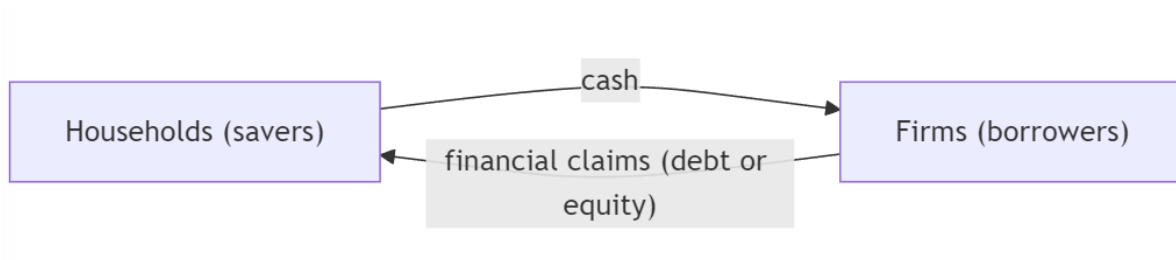 cash
Households (savers)
Firms (borrowers)
financial claims (debt or
equity)